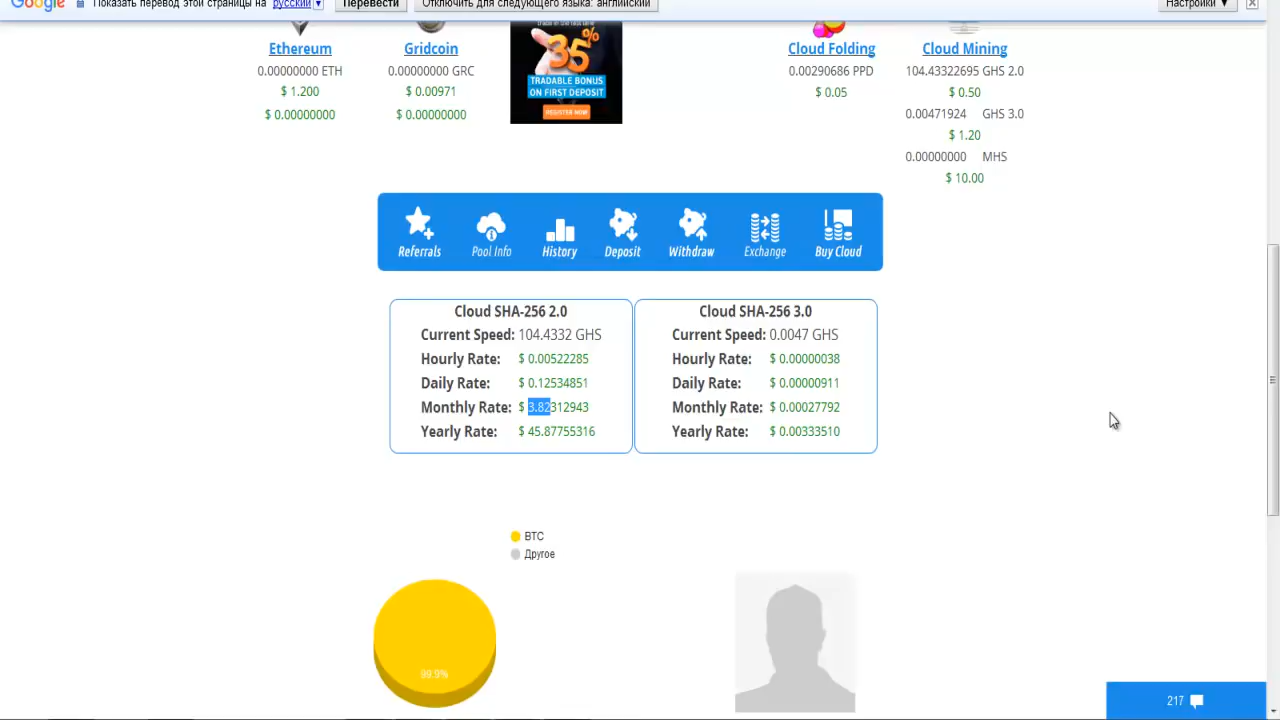 Google Показать перевод этой страницы на русский Перевести Отключить для следующего языка: английский Настройки ▼
Ethereum
0.00000000 ETH
$ 1.200
$ 0.00000000
Gridcoin
0.00000000 GRC
$ 0.00971
$ 0.00000000
35%
TRADABLE BONUS
ON FIRST DEPOSIT
REGISTER NOW
Cloud Folding
0.00290686 PPD
$ 0.05
Cloud Mining
104.43322695 GHS 2.0
$ 0.50
0.00471924 GHS 3.0
$ 1.20
0.00000000 MHS
$ 10.00
Referrals
Pool Info
History
Deposit
Withdraw
Exchange
Buy Cloud
Cloud SHA-256 2.0
Current Speed: 104.4332 GHS
Hourly Rate: $ 0.00522285
Daily Rate: $ 0.12534851
Monthly Rate: $ 3.82312943
Yearly Rate: $ 45.87755316
Cloud SHA-256 3.0
Current Speed: 0.0047 GHS
Hourly Rate: $ 0.00000038
Daily Rate: $ 0.00000911
Monthly Rate: $ 0.00027792
Yearly Rate: $ 0.00333510
BTC
Другое
99.9%
217